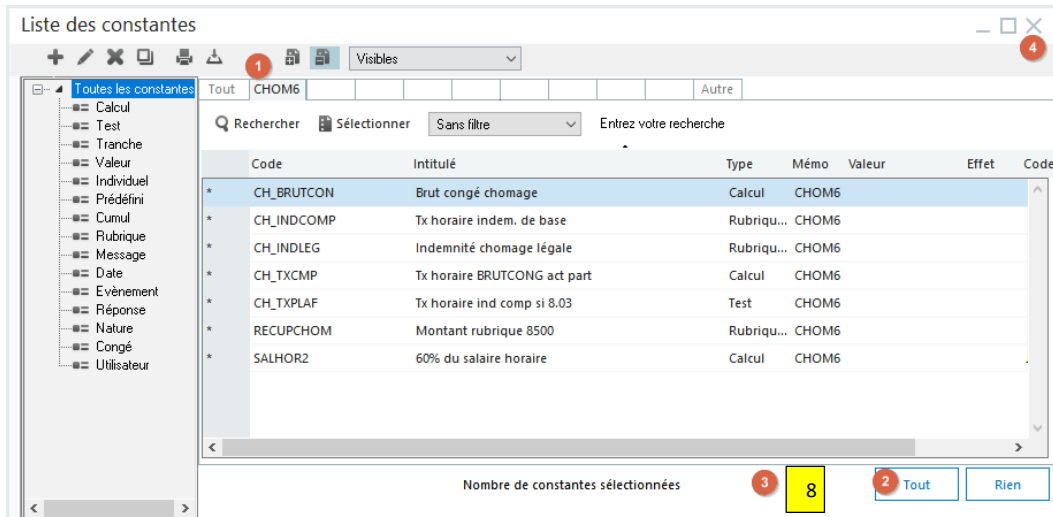 Liste des constantes
4
1
Visibles
Toutes les constantes
Calcul
Test
Tranche
Valeur
Individuel
Prédéfini
Cumul
Rubrique
Message
Date
Evènement
Réponse
Nature
Congé
Utilisateur
Tout CHOM6 Autre
Rechercher Sélectionner Sans filtre Entrez votre recherche
Code Intitulé Type Mémo Valeur Effet Code
* CH_BRUTCON Brut congé chomage Calcul CHOM6
* CH_INDCOMP Tx horaire indem. de base Rubriqu... CHOM6
* CH_INDLEG Indemnité chomage légale Rubriqu... CHOM6
* CH_TXCMP Tx horaire BRUTCONG act part Calcul CHOM6
* CH_TXPLAF Tx horaire ind comp si 8.03 Test CHOM6
* RECUPCHOM Montant rubrique 8500 Rubriqu... CHOM6
* SALHOR2 60% du salaire horaire Calcul CHOM6
Nombre de constantes sélectionnées 3 8 2 Tout Rien